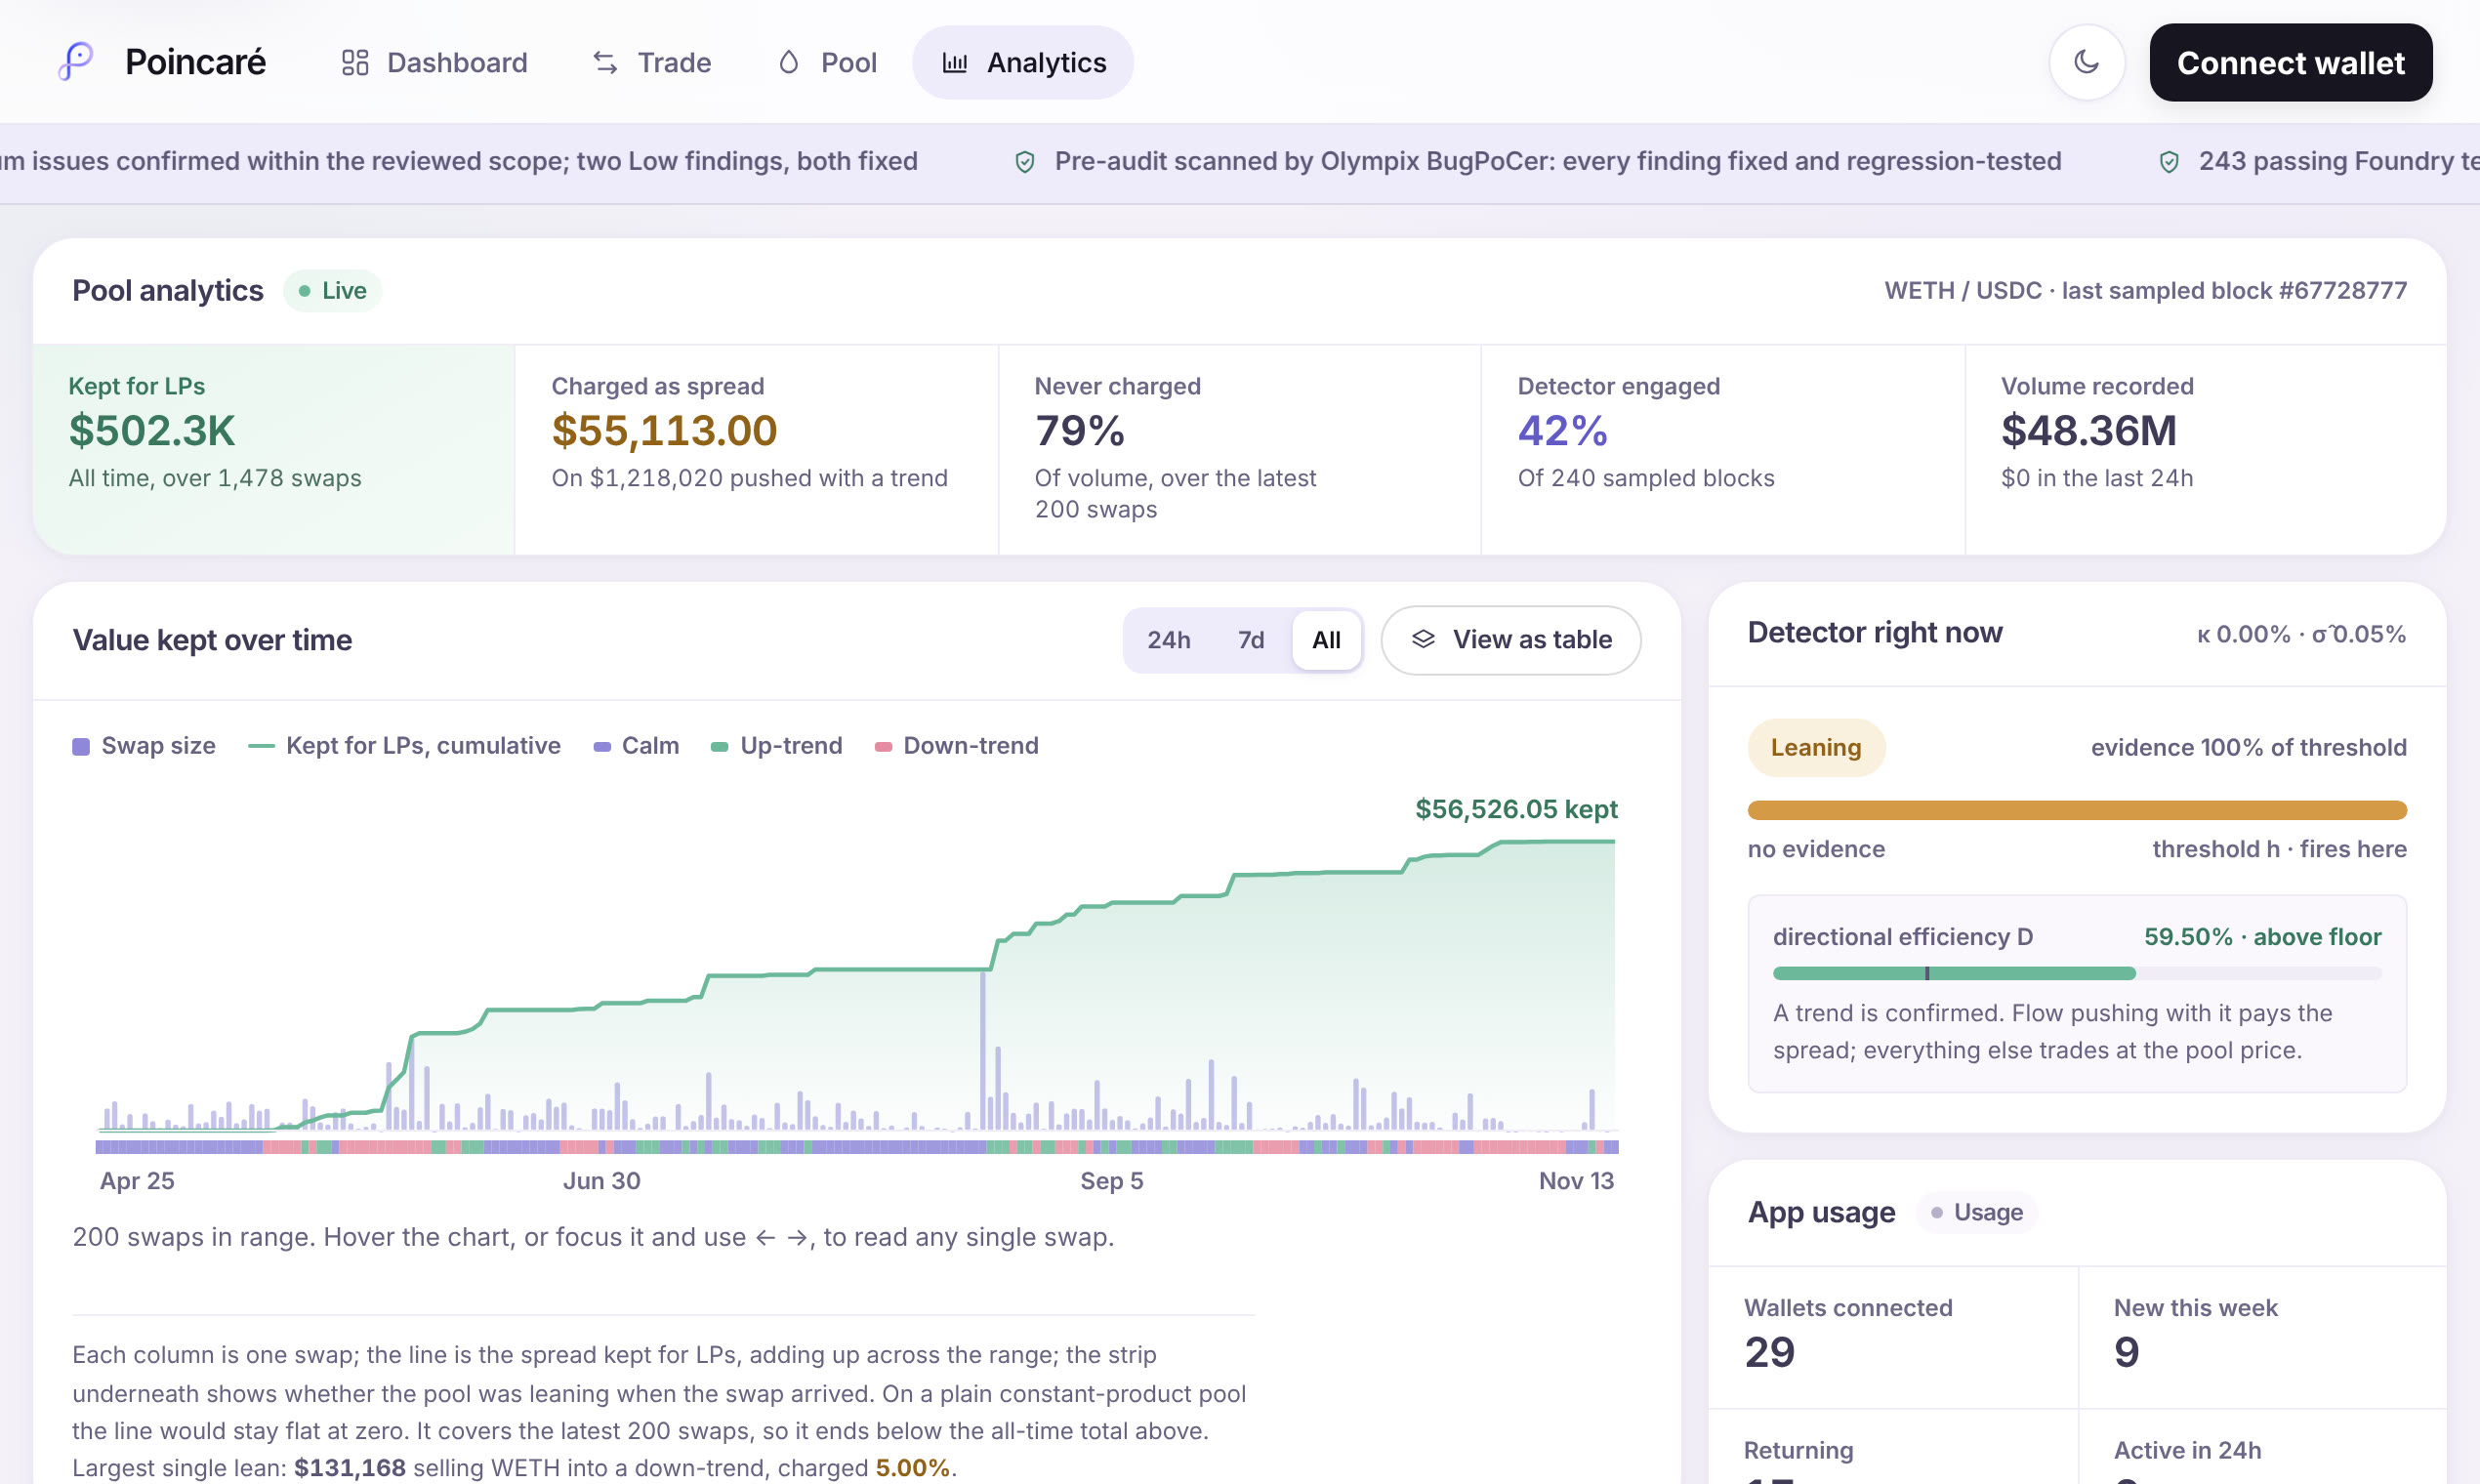 Poincaré
Dashboard
Trade
Pool
Analytics
Connect wallet
issues confirmed within the reviewed scope; two Low findings, both fixed
Pre-audit scanned by Olympix BugPoCer: every finding fixed and regression-tested
243 passing Foundry
Pool analytics
Live
WETH / USDC · last sampled block #67728777
Kept for LPs
$502.3K
All time, over 1,478 swaps
Charged as spread
$55,113.00
On $1,218,020 pushed with a trend
Never charged
79%
Of volume, over the latest
200 swaps
Detector engaged
42%
Of 240 sampled blocks
Volume recorded
$48.36M
$0 in the last 24h
Value kept over time
24h
7d
All
View as table
Swap size
Kept for LPs, cumulative
Calm
Up-trend
Down-trend
$56,526.05 kept
Apr 25
Jun 30
Sep 5
Nov 13
200 swaps in range. Hover the chart, or focus it and use ← →, to read any single swap.
Each column is one swap; the line is the spread kept for LPs, adding up across the range; the strip
underneath shows whether the pool was leaning when the swap arrived. On a plain constant-product pool
the line would stay flat at zero. It covers the latest 200 swaps, so it ends below the all-time total above.
Largest single lean: $131,168 selling WETH into a down-trend, charged 5.00%.
Detector right now
κ 0.00% · σ̂ 0.05%
Leaning
evidence 100% of threshold
no evidence
threshold h · fires here
directional efficiency D
59.50% · above floor
A trend is confirmed. Flow pushing with it pays the
spread; everything else trades at the pool price.
App usage
Usage
Wallets connected
29
New this week
9
Returning
Active in 24h